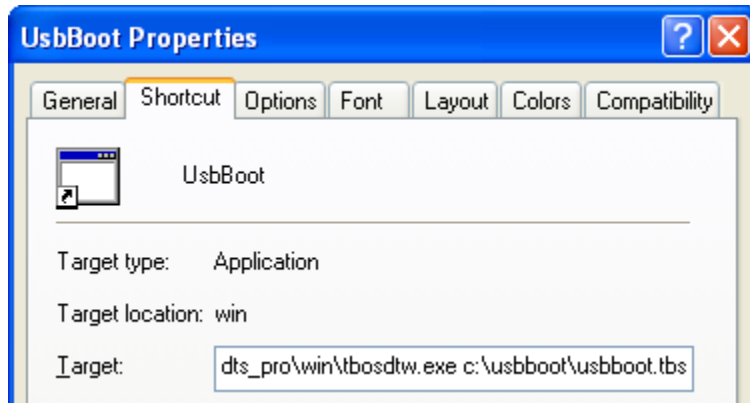 UsbBoot Properties
General Shortcut Options Font Layout Colors Compatibility
UsbBoot
Target type: Application
Target location: win
Target: dts_pro\win\tbosdtw.exe c:\usbboot\usbboot.tbs